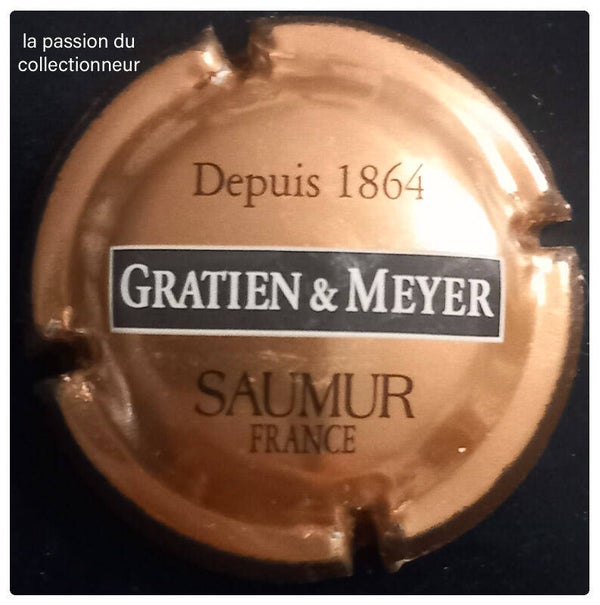 la passion du
collectionneur
Depuis 1864
GRATIEN & MEYER
SAUMUR
FRANCE